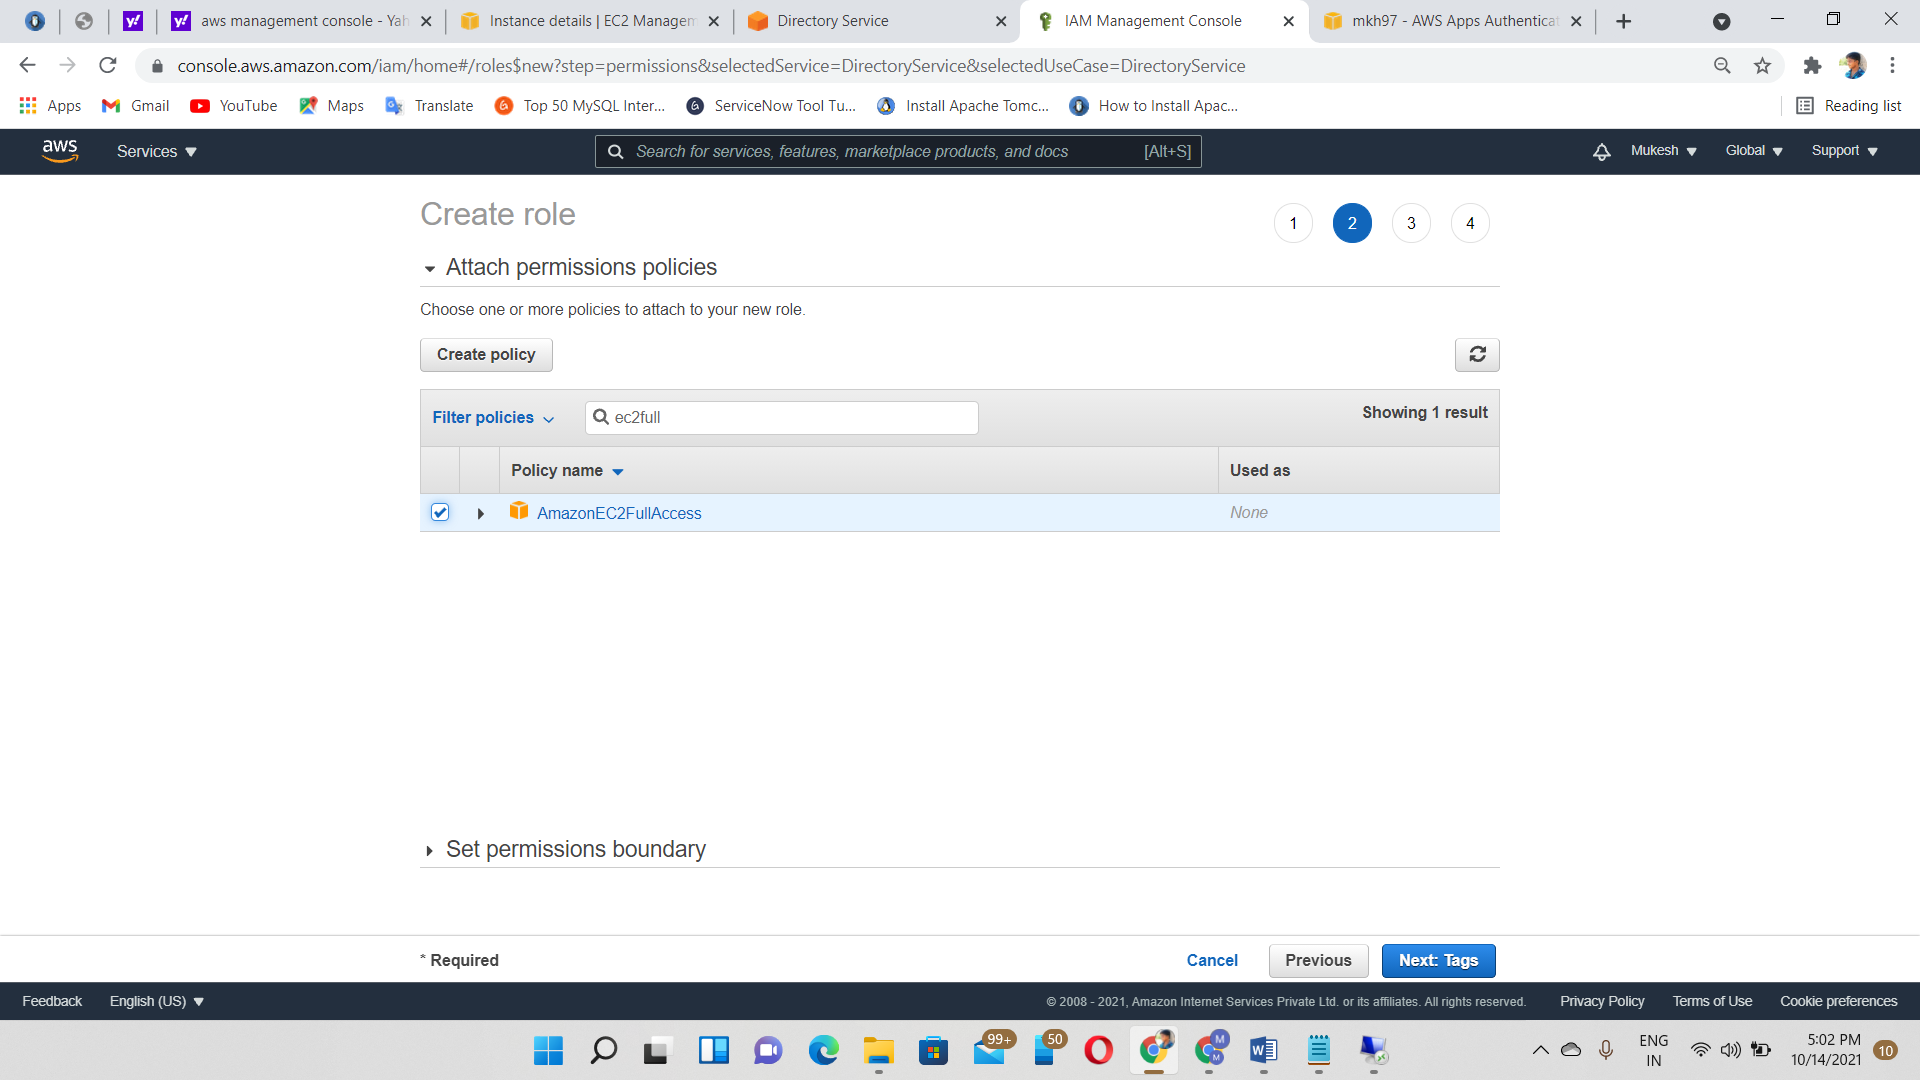 aws management console - Yah
Instance details | EC2 Managem
Directory Service
IAM Management Console
mkh97 - AWS Apps Authenticat
console.aws.amazon.com/iam/home#/roles$new?step=permissions&selectedService=DirectoryService&selectedUseCase=DirectoryService
Apps
Gmail
YouTube
Maps
Translate
Top 50 MySQL Inter...
ServiceNow Tool Tu...
Install Apache Tomc...
How to Install Apac...
Reading list
aws
Services
Search for services, features, marketplace products, and docs
[Alt+S]
Mukesh
Global
Support
Create role
1
2
3
4
Attach permissions policies
Choose one or more policies to attach to your new role.
Create policy
Filter policies
ec2full
Showing 1 result
Policy name
Used as
AmazonEC2FullAccess
None
Set permissions boundary
* Required
Cancel
Previous
Next: Tags
Feedback
English (US)
© 2008 - 2021, Amazon Internet Services Private Ltd. or its affiliates. All rights reserved.
Privacy Policy
Terms of Use
Cookie preferences
99+
50
M
M
ENG
IN
5:02 PM
10/14/2021
10